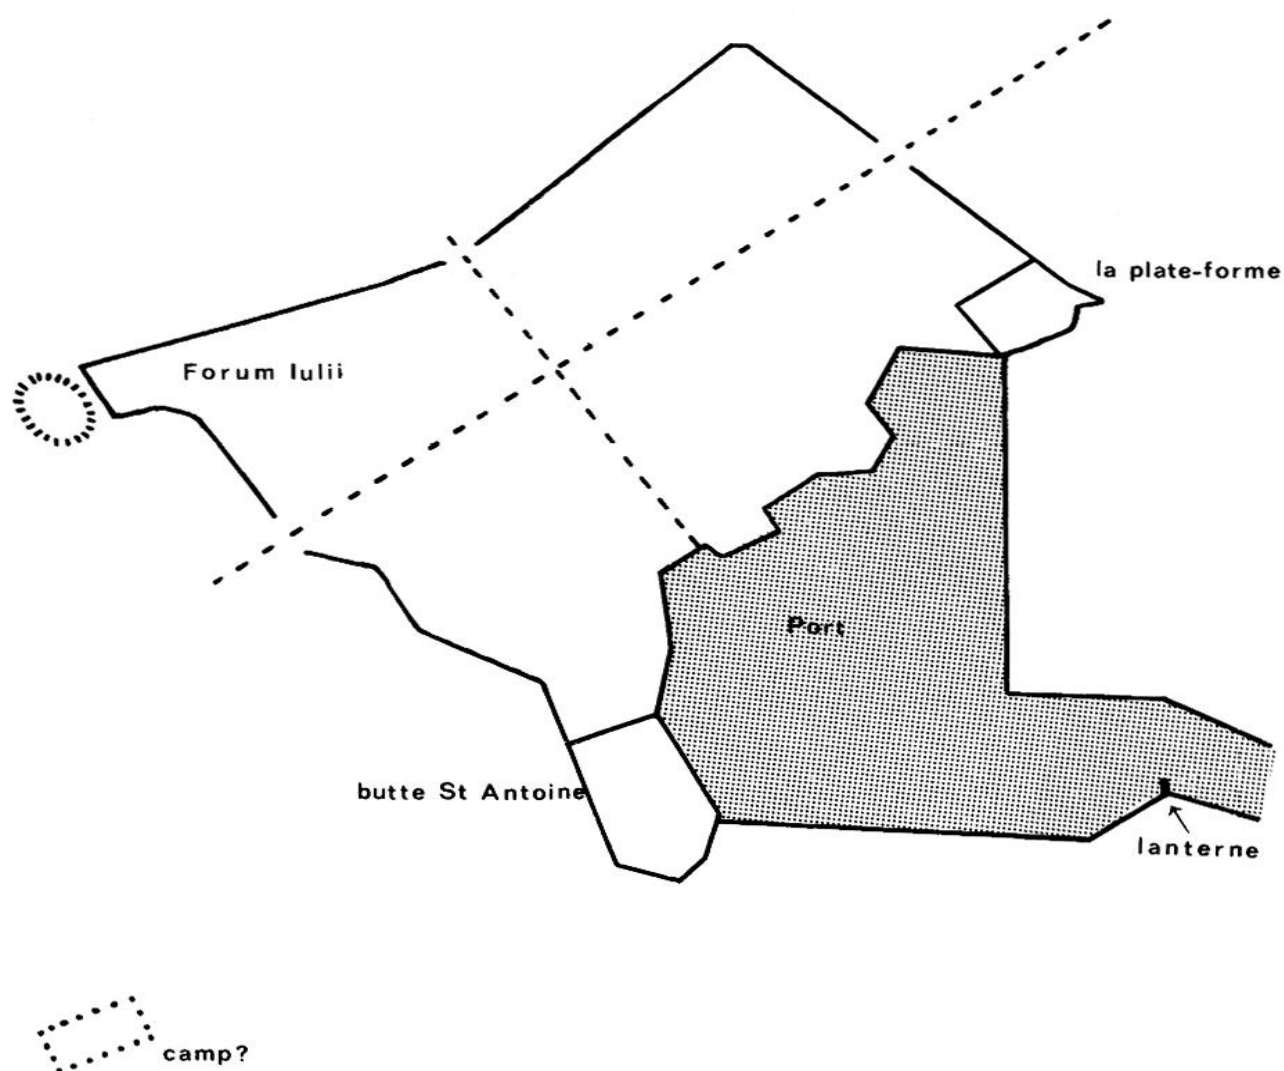 la plate-forme
Forum Iulii
Port
butte St Antoine
lanterne
camp?